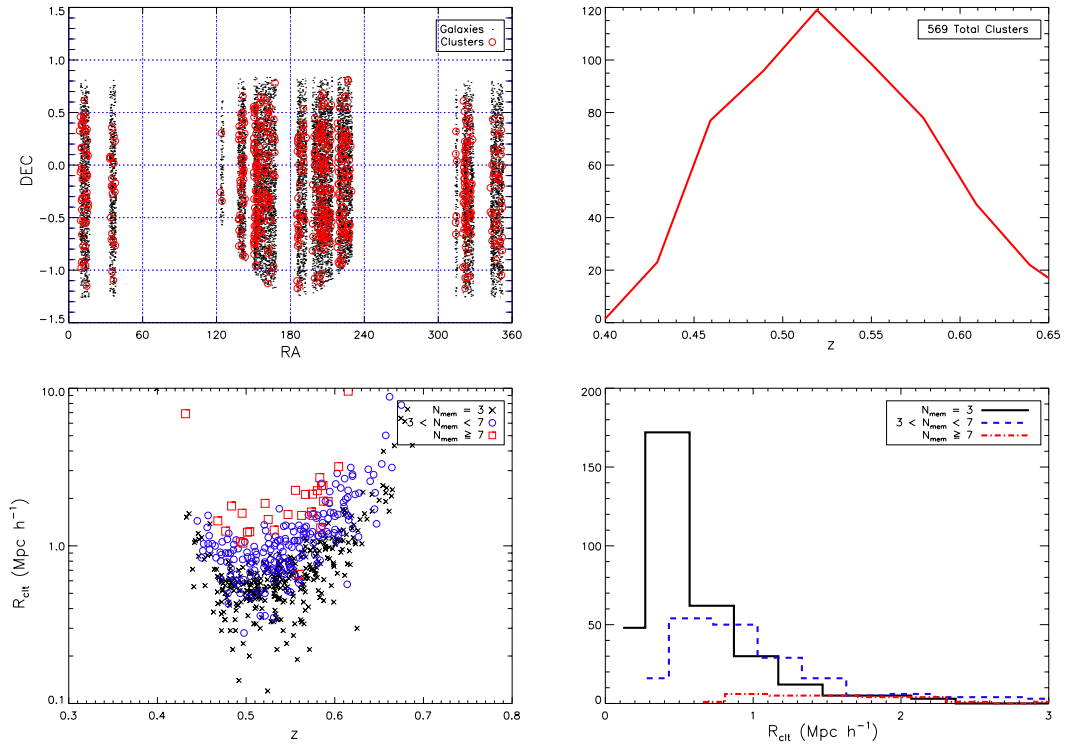 1.5
1.0
0.5
0.0
-0.5
-1.0
-1.5
DEC
0 60 120 180 240 300 360
RA
Galaxies
Clusters
120
100
80
60
40
20
0
0.40 0.45 0.50 0.55 0.60 0.65
z
569 Total Clusters
10.0
1.0
0.1
R_clt (Mpc h⁻¹)
0.3 0.4 0.5 0.6 0.7 0.8
z
N_mem = 3
3 < N_mem < 7
N_mem ≧ 7
200
150
100
50
0
0 1 2 3
R_clt (Mpc h⁻¹)
N_mem = 3
3 < N_mem < 7
N_mem ≧ 7